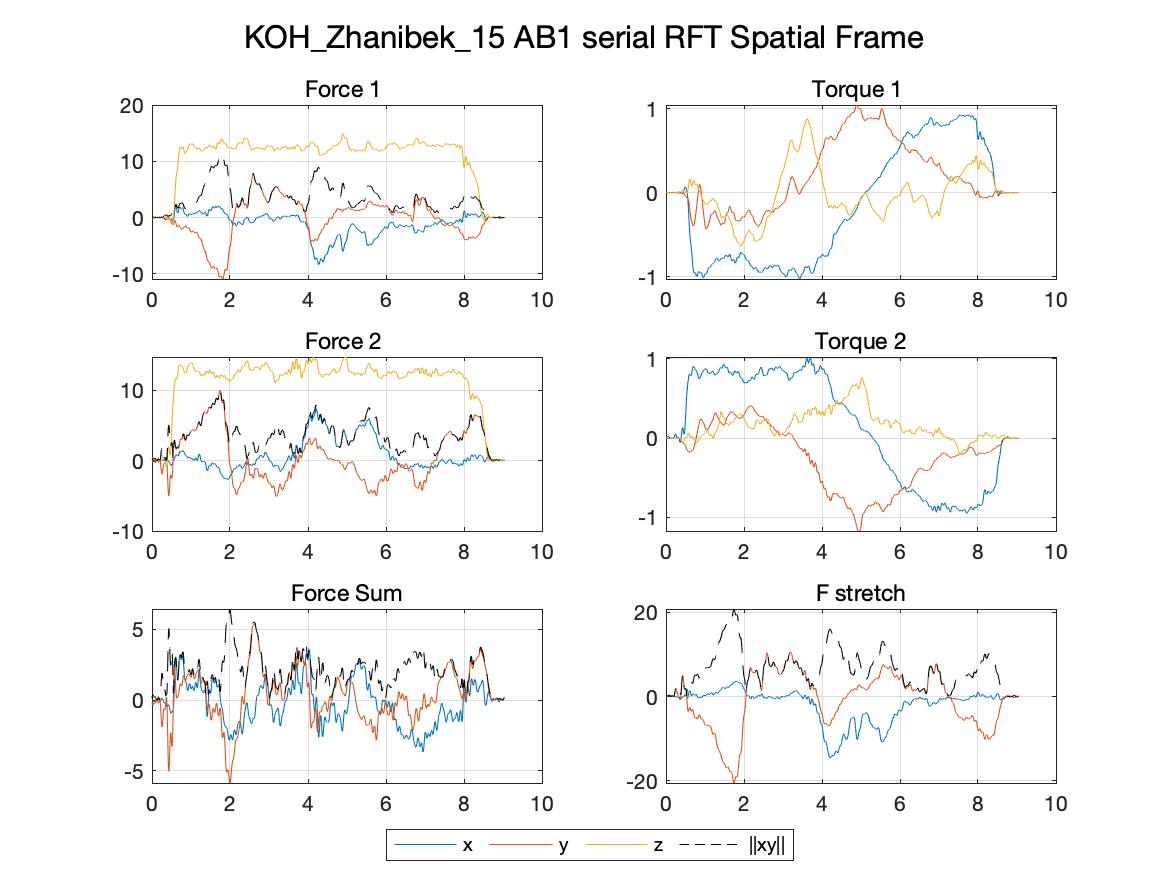 KOH_Zhanibek_15 AB1 serial RFT Spatial Frame
Force 1
20
10
0
-10
0 2 4 6 8 10
Torque 1
1
0
-1
0 2 4 6 8 10
Force 2
10
0
-10
0 2 4 6 8 10
Torque 2
1
0
-1
0 2 4 6 8 10
Force Sum
5
0
-5
0 2 4 6 8 10
F stretch
20
0
-20
0 2 4 6 8 10
x y z ||xy||